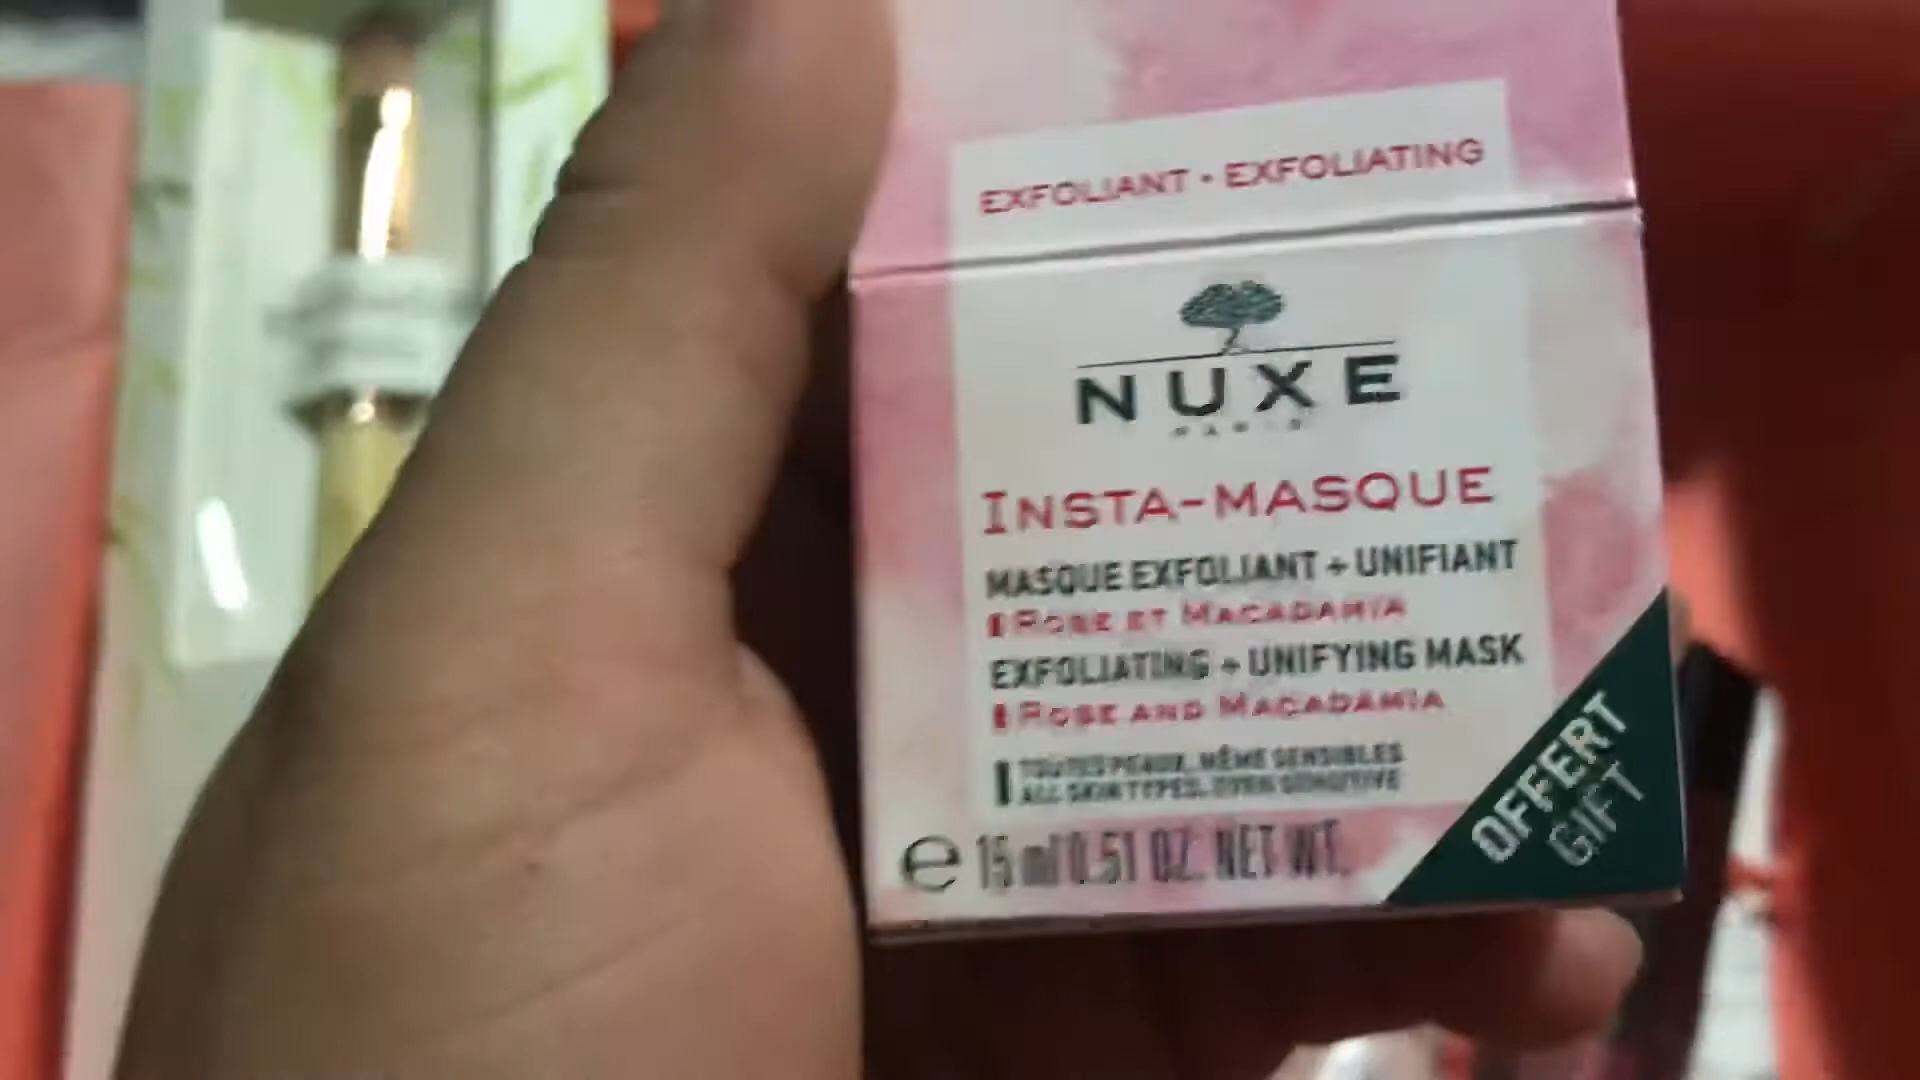 EXFOLIANT • EXFOLIATING
NUXE
PARIS
INSTA-MASQUE
MASQUE EXFOLIANT + UNIFIANT
ROSE ET MACADAMIA
EXFOLIATING + UNIFYING MASK
ROSE AND MACADAMIA
TOUTES PEAUX, MÊME SENSIBLES
ALL SKIN TYPES, EVEN SENSITIVE
e 15 ml 0.51 OZ. NET WT.
OFFERT
GIFT